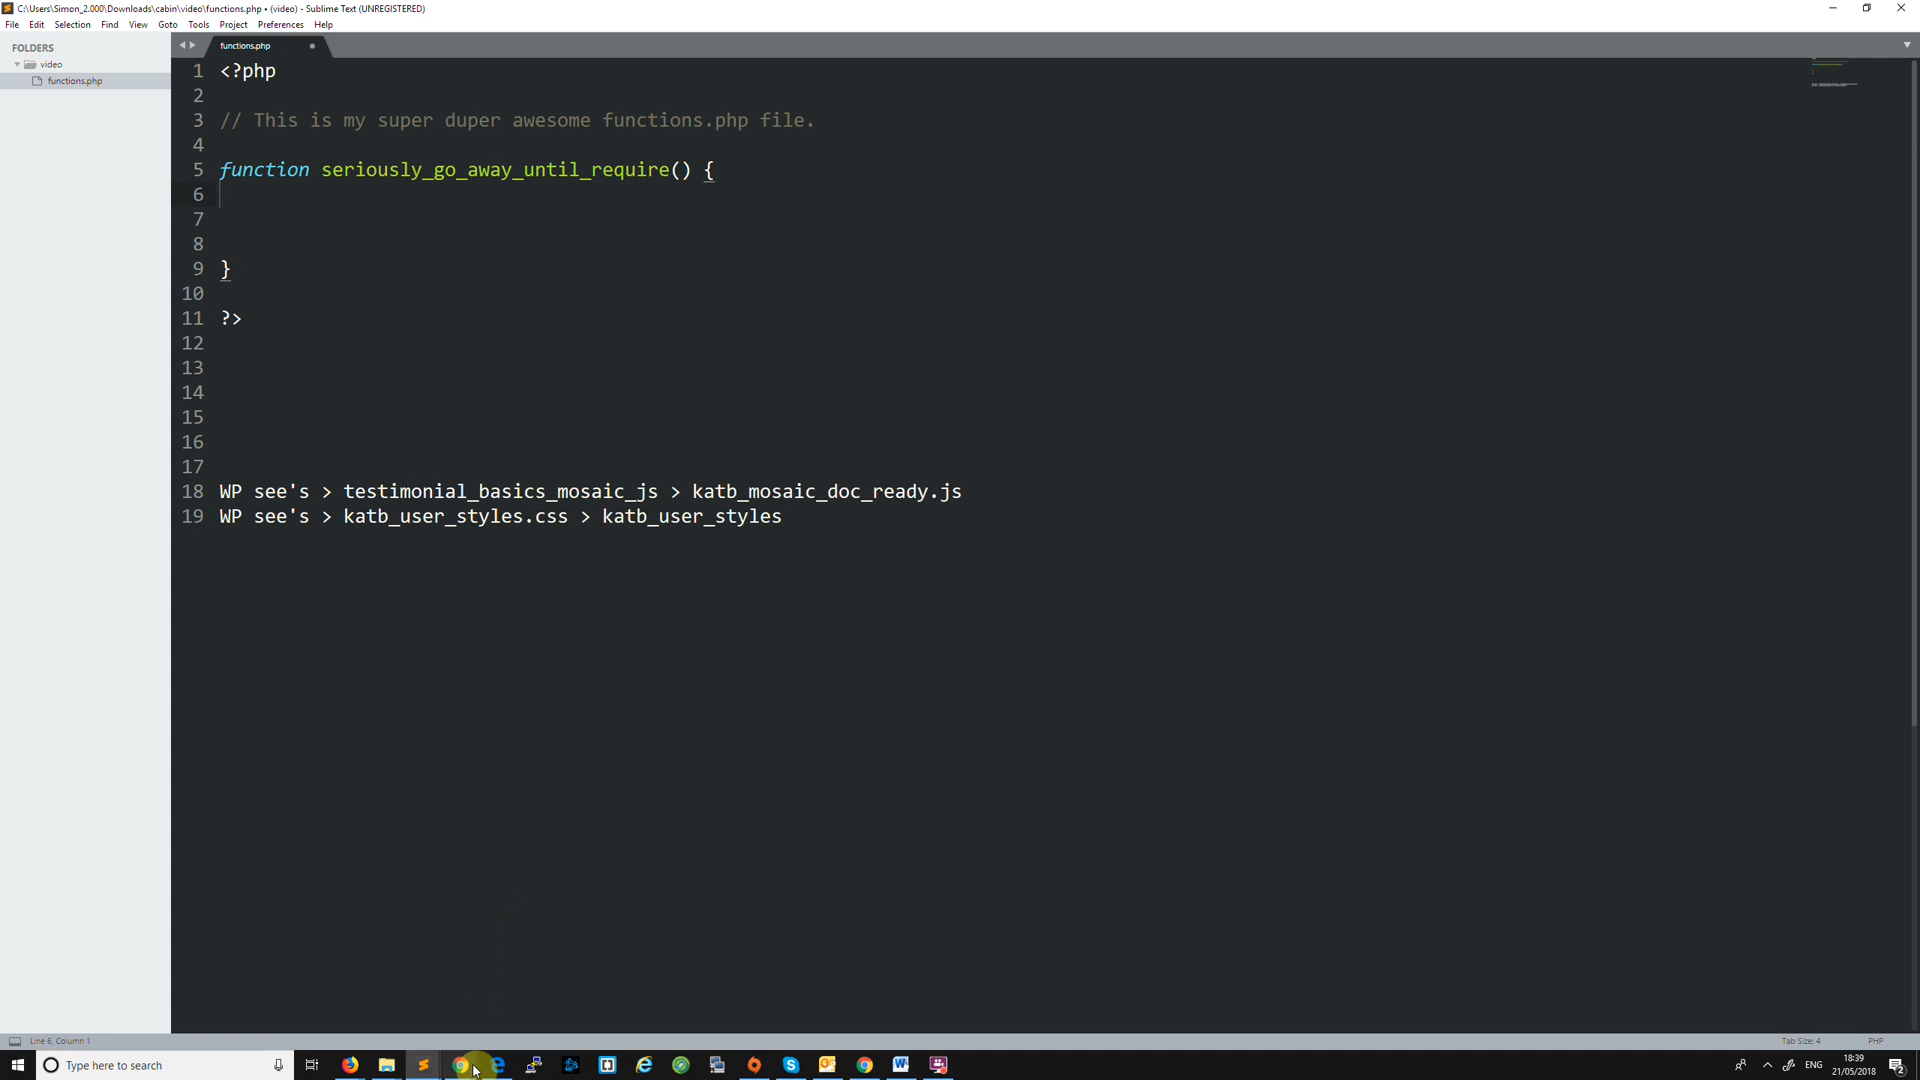 C:\Users\Simon_2.000\Downloads\cabin\video\functions.php • (video) - Sublime Text (UNREGISTERED)
File Edit Selection Find View Goto Tools Project Preferences Help
FOLDERS
video
functions.php
functions.php
1 <?php
2
3 // This is my super duper awesome functions.php file.
4
5 function seriously_go_away_until_require() {
6
7
8
9 }
10
11 ?>
12
13
14
15
16
17
18 WP see's > testimonial_basics_mosaic_js > katb_mosaic_doc_ready.js
19 WP see's > katb_user_styles.css > katb_user_styles
Line 6, Column 1
Tab Size: 4 PHP
Type here to search
ENG
18:39
21/05/2018
2